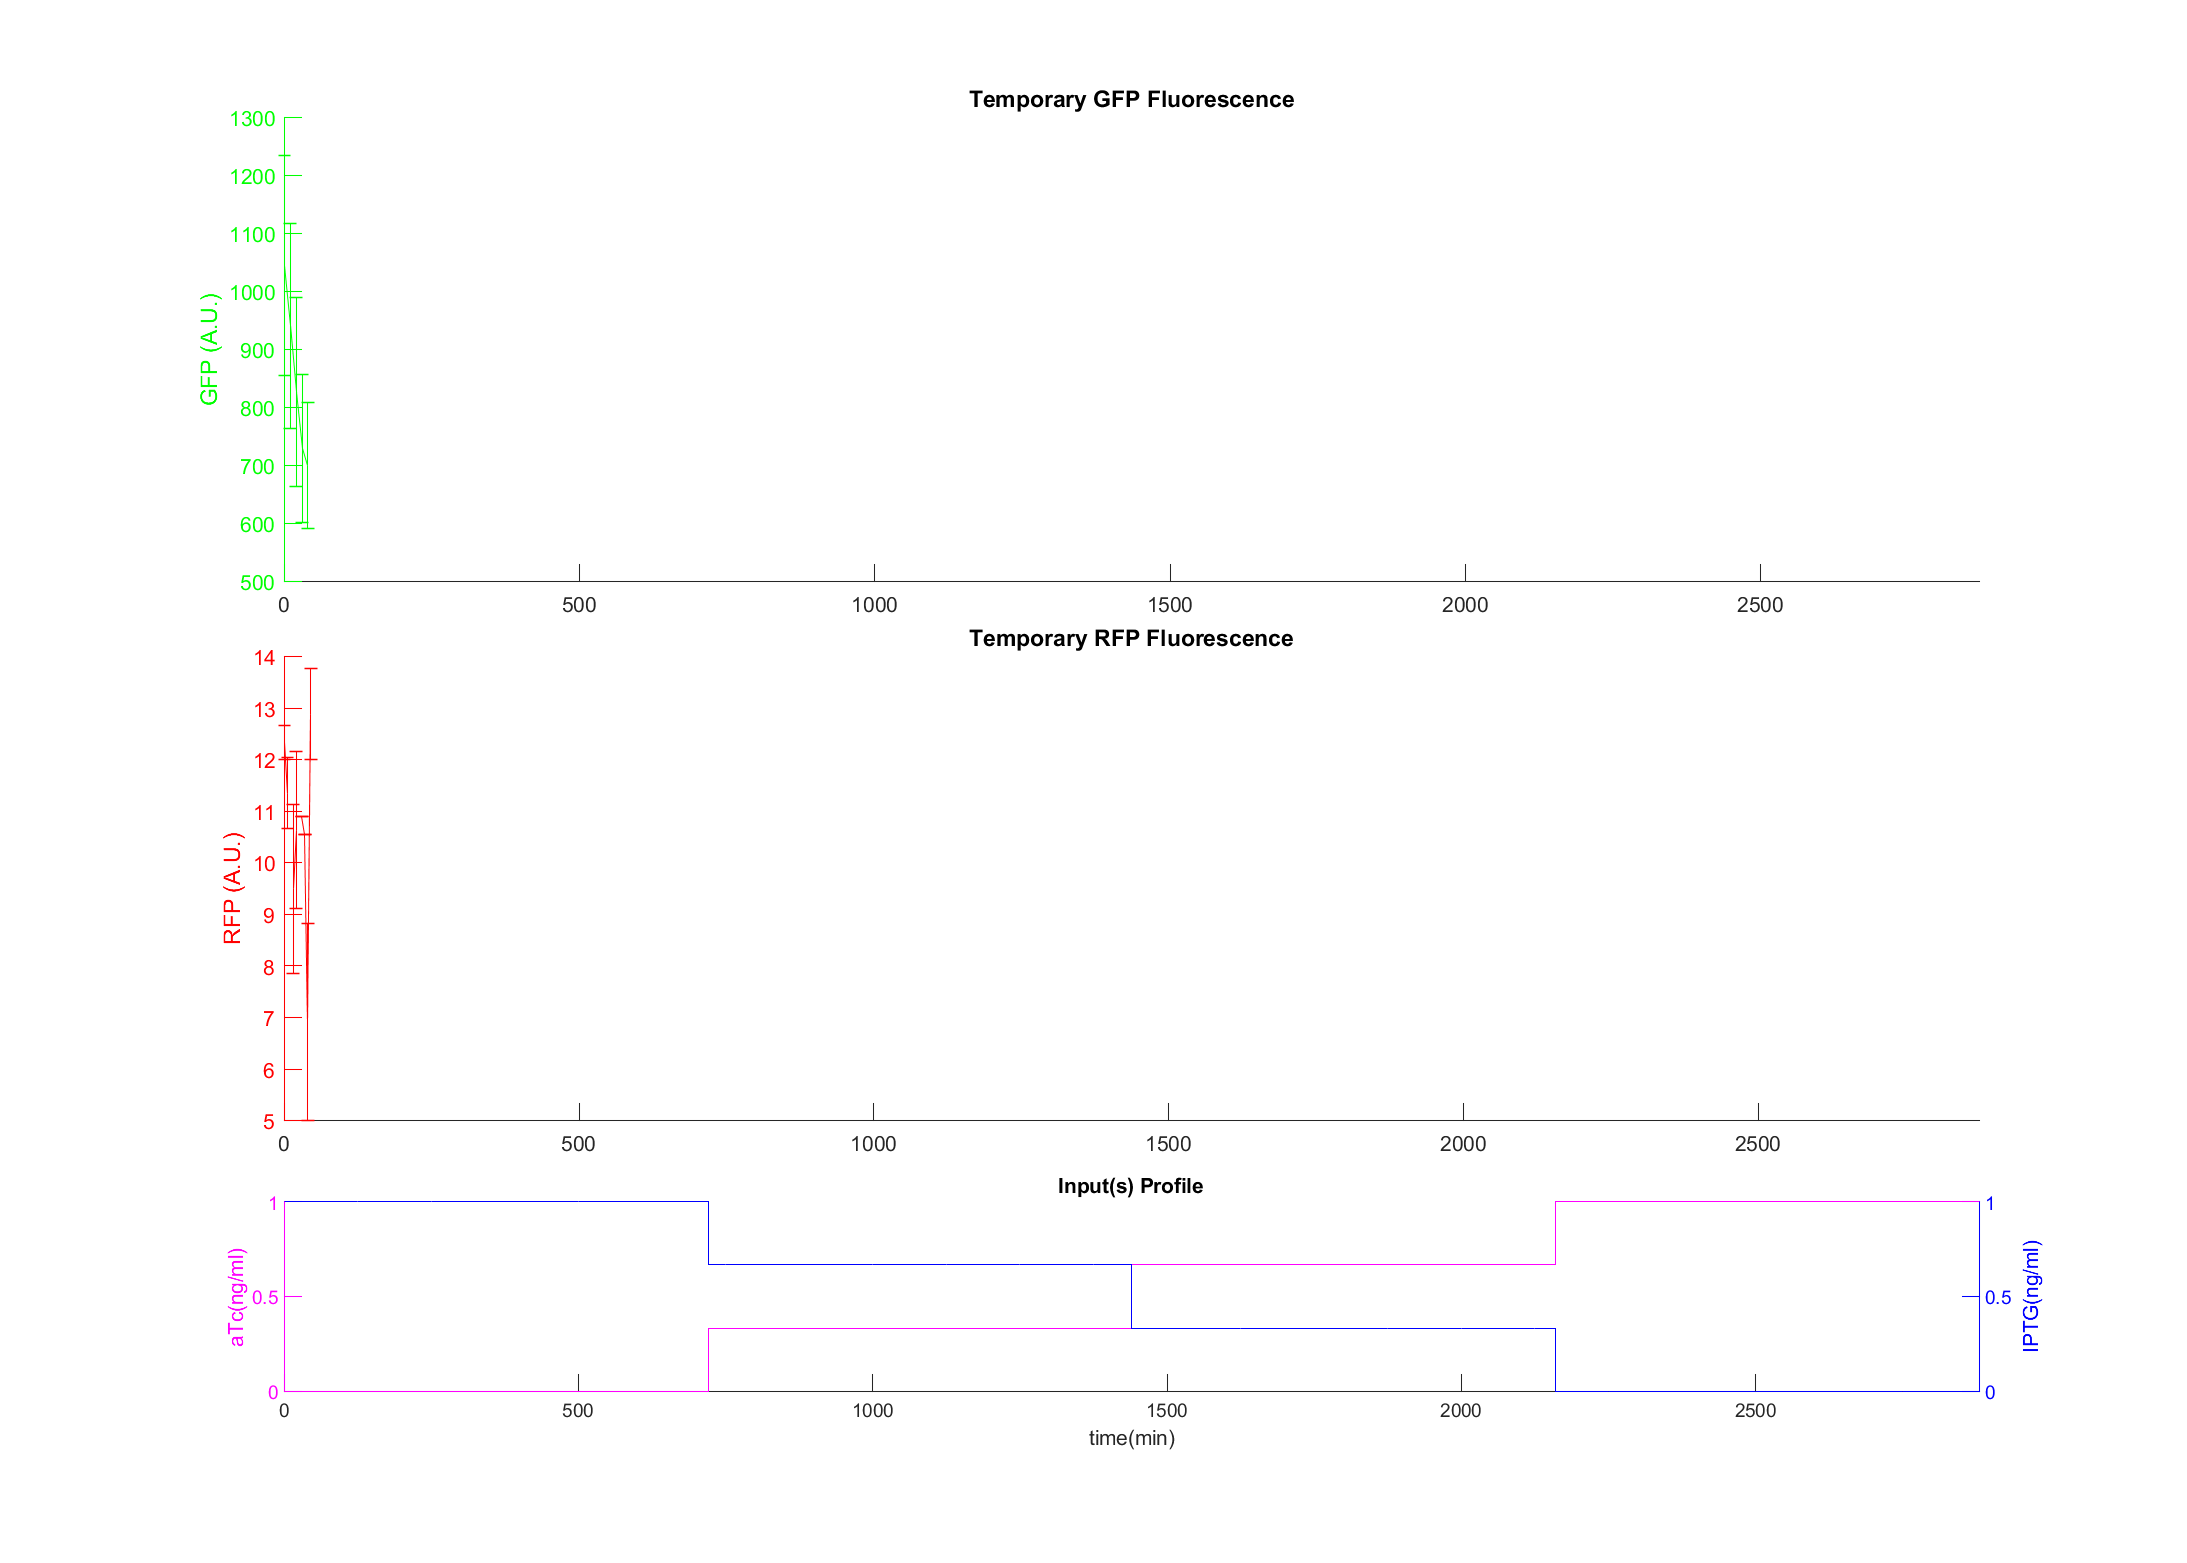 Temporary GFP Fluorescence
1300
1200
1100
1000
900
800
700
600
500
GFP (A.U.)
0 500 1000 1500 2000 2500
Temporary RFP Fluorescence
14
13
12
11
10
9
8
7
6
5
RFP (A.U.)
0 500 1000 1500 2000 2500
Input(s) Profile
1 1
0.5 0.5
0 0
aTc(ng/ml)
IPTG(ng/ml)
0 500 1000 1500 2000 2500
time(min)